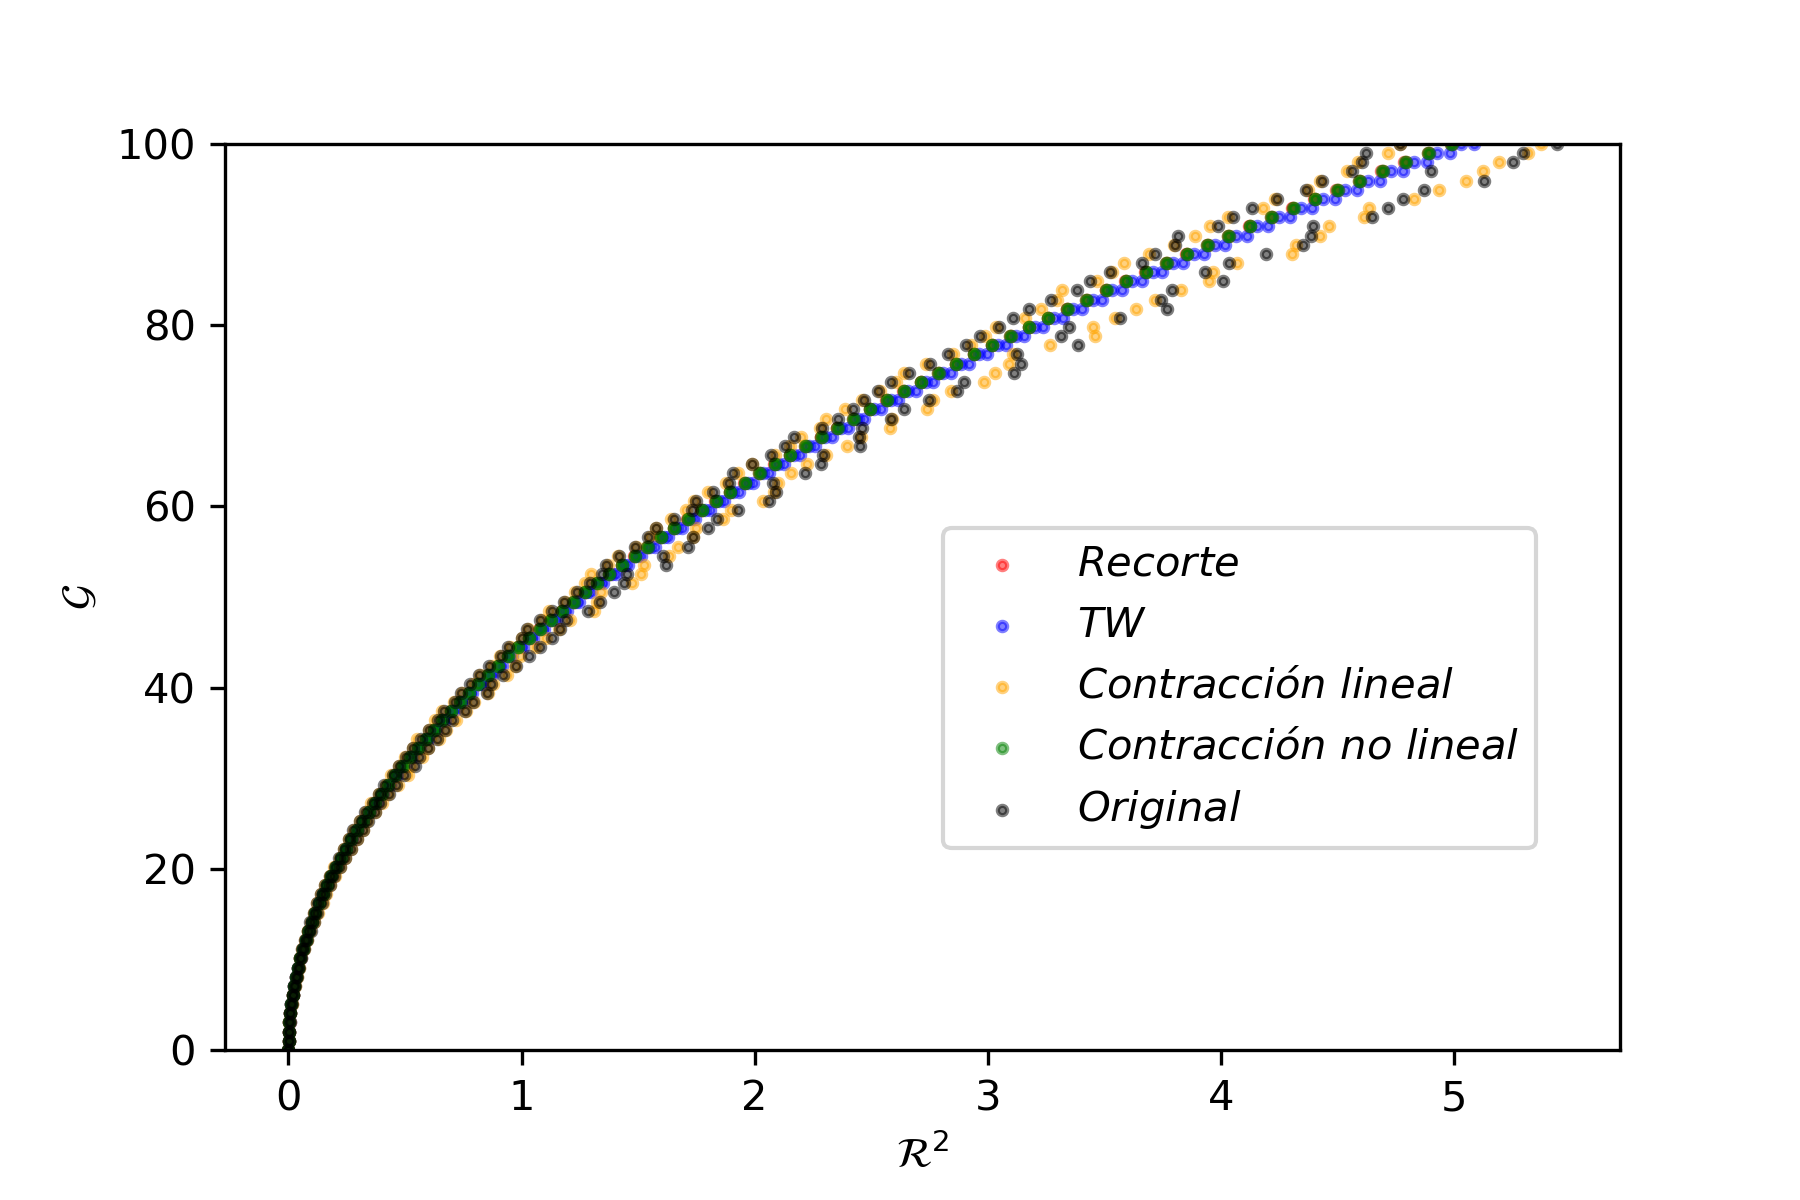 100
80
60
40
20
0
𝒢
0 1 2 3 4 5
ℛ²
Recorte
TW
Contracción lineal
Contracción no lineal
Original